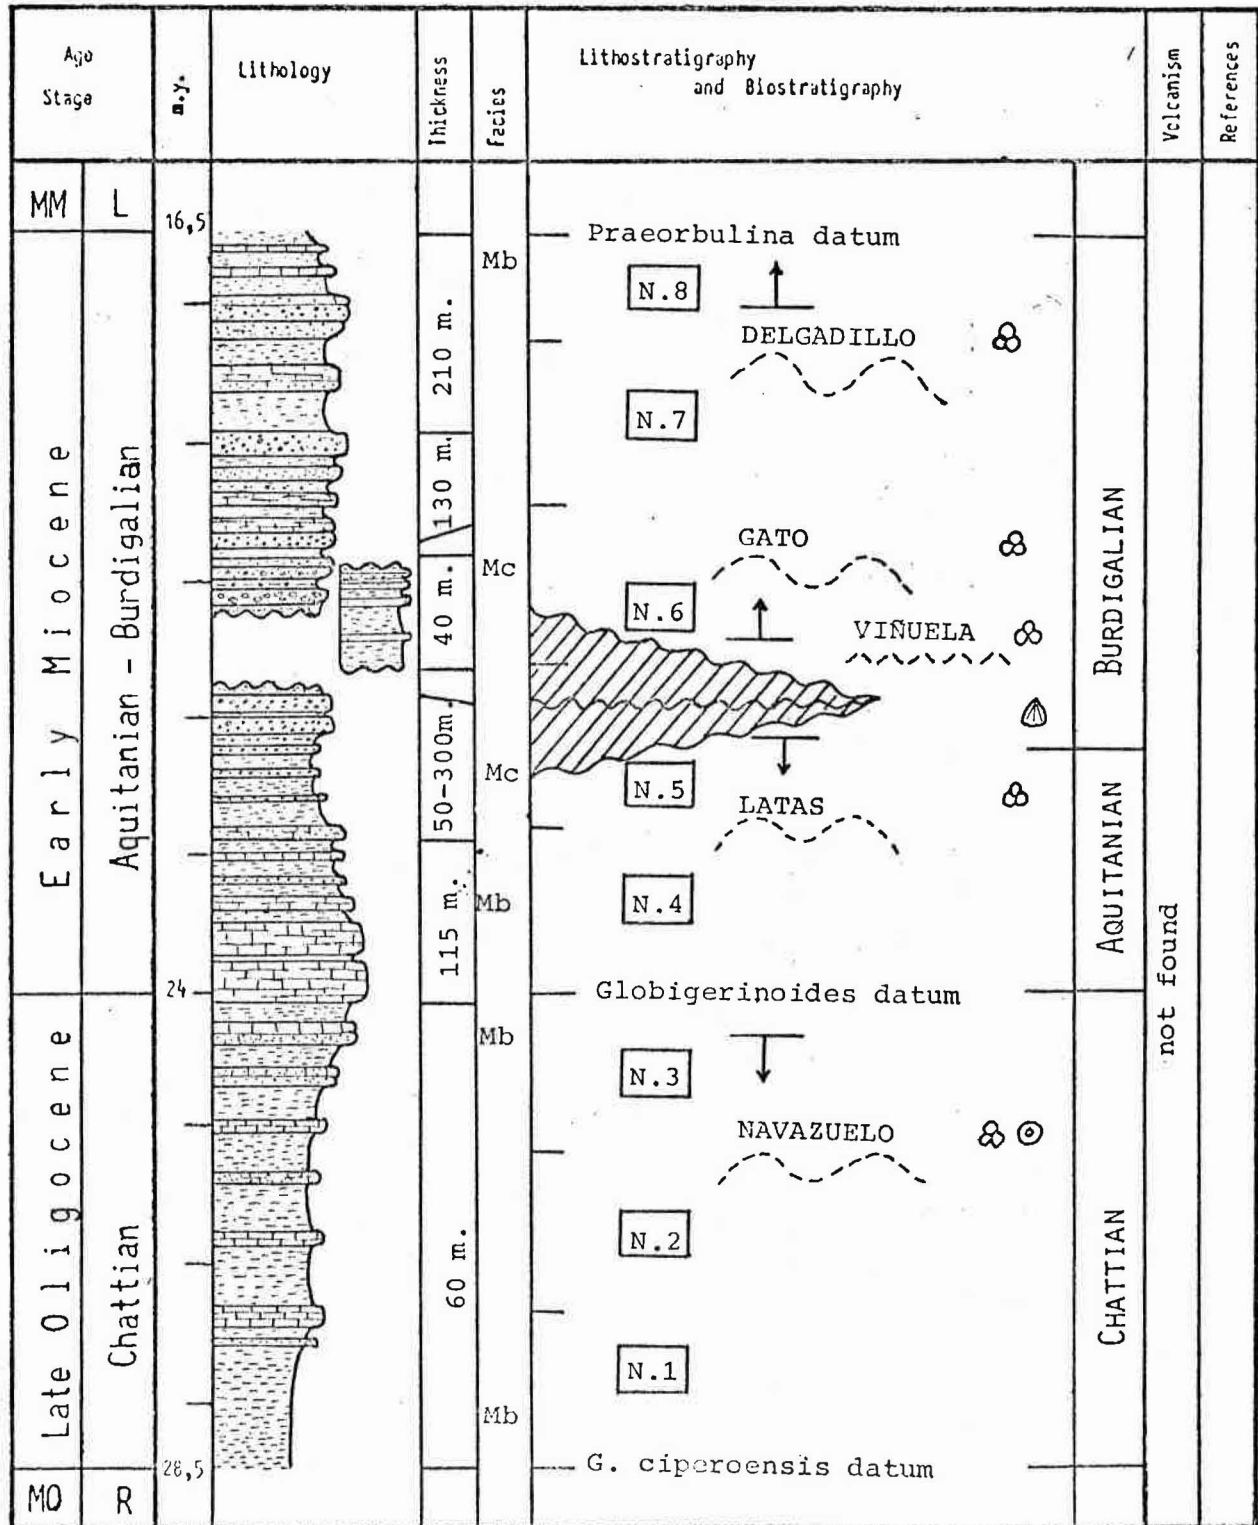 Age
Stage
m.y.
Lithology
Thickness
Facies
Lithostratigraphy
and Biostratigraphy
Volcanism
References
MM
L
16,5
Early Miocene
Aquitanian - Burdigalian
24
Late Oligocene
Chattian
28,5
MO
R
210 m.
130 m.
40 m.
50-300m.
115 m.
60 m.
Mb
Mc
Mc
Mb
Mb
Mb
Praeorbulina datum
N.8
DELGADILLO
N.7
GATO
N.6
VIÑUELA
N.5
LATAS
N.4
Globigerinoides datum
N.3
NAVAZUELO
N.2
N.1
G. ciperoensis datum
BURDIGALIAN
AQUITANIAN
CHATTIAN
not found